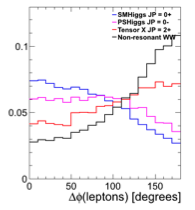 SMHiggs JP = 0+
PSHiggs JP = 0-
Tensor X JP = 2+
Non-resonant WW
0.1
0.05
0
0 50 100 150
Δϕ(leptons) [degrees]